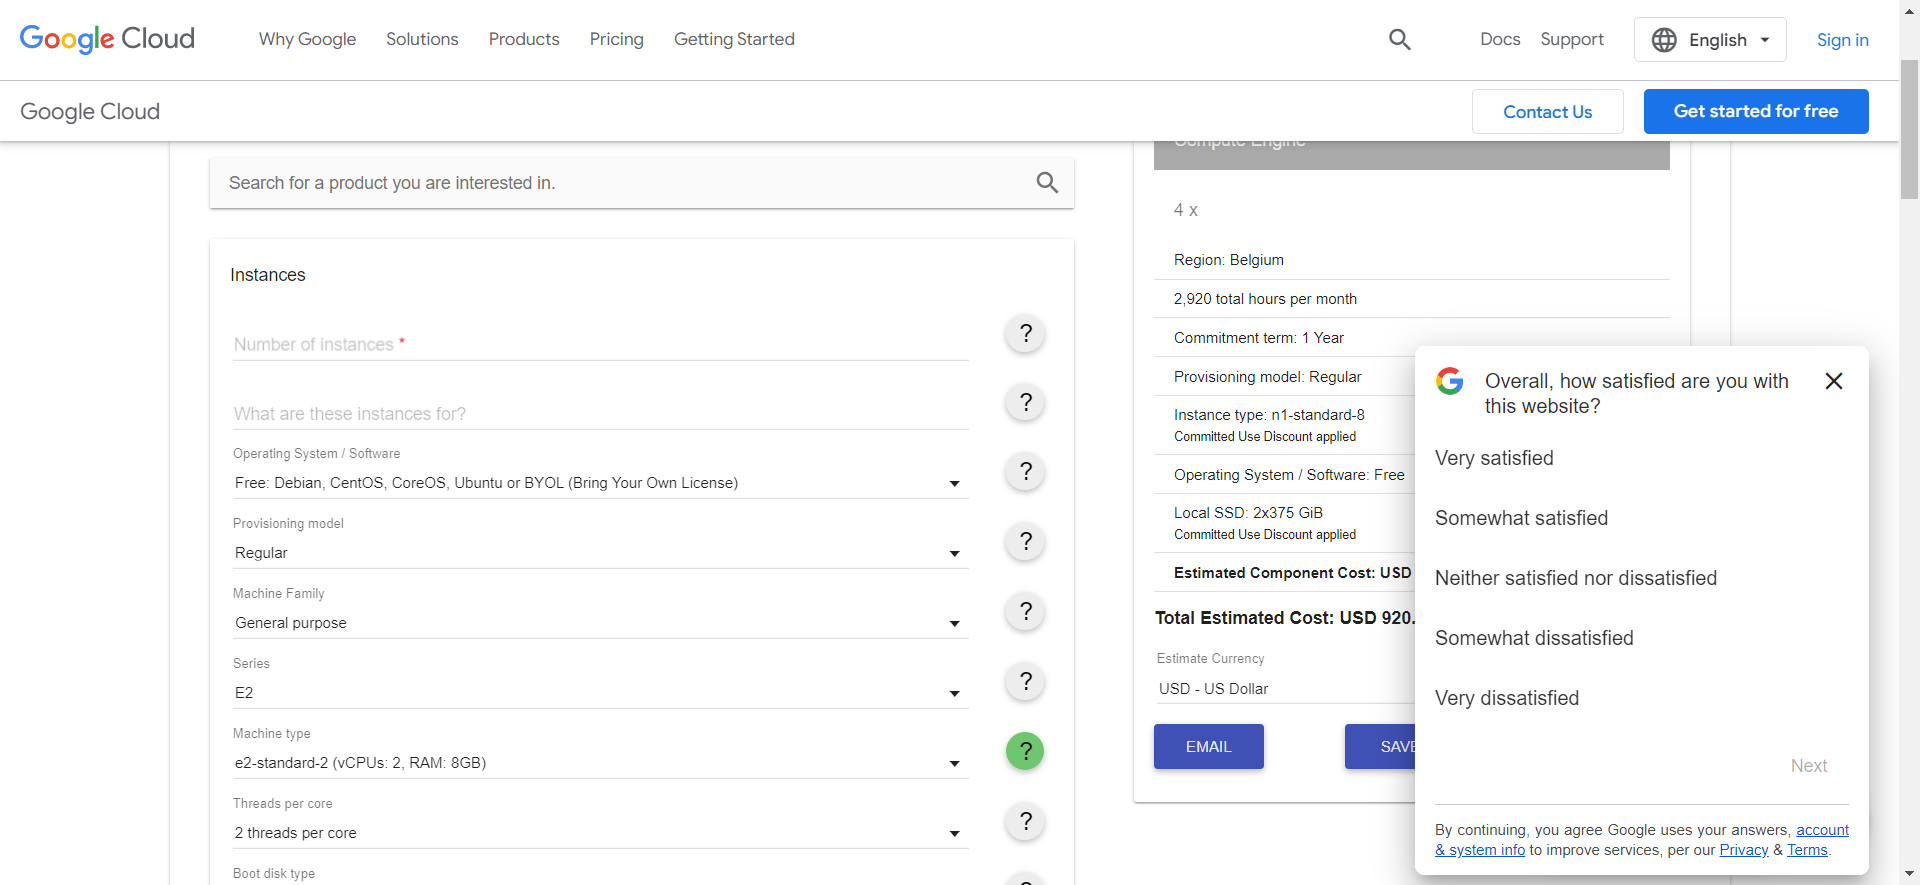 Google Cloud
Why Google
Solutions
Products
Pricing
Getting Started
Docs
Support
English
Sign in
Google Cloud
Contact Us
Get started for free
Search for a product you are interested in.
Instances
Number of instances *
?
What are these instances for?
?
Operating System / Software
Free: Debian, CentOS, CoreOS, Ubuntu or BYOL (Bring Your Own License)
?
Provisioning model
Regular
?
Machine Family
General purpose
?
Series
E2
?
Machine type
e2-standard-2 (vCPUs: 2, RAM: 8GB)
?
Threads per core
2 threads per core
?
Boot disk type
Compute Engine
4 x
Region: Belgium
2,920 total hours per month
Commitment term: 1 Year
Provisioning model: Regular
Instance type: n1-standard-8
Committed Use Discount applied
Operating System / Software: Free
Local SSD: 2x375 GiB
Committed Use Discount applied
Estimated Component Cost: USD
Total Estimated Cost: USD 920.
Estimate Currency
USD - US Dollar
EMAIL
SAVE
Overall, how satisfied are you with
this website?
Very satisfied
Somewhat satisfied
Neither satisfied nor dissatisfied
Somewhat dissatisfied
Very dissatisfied
Next
By continuing, you agree Google uses your answers, account
& system info to improve services, per our Privacy & Terms.